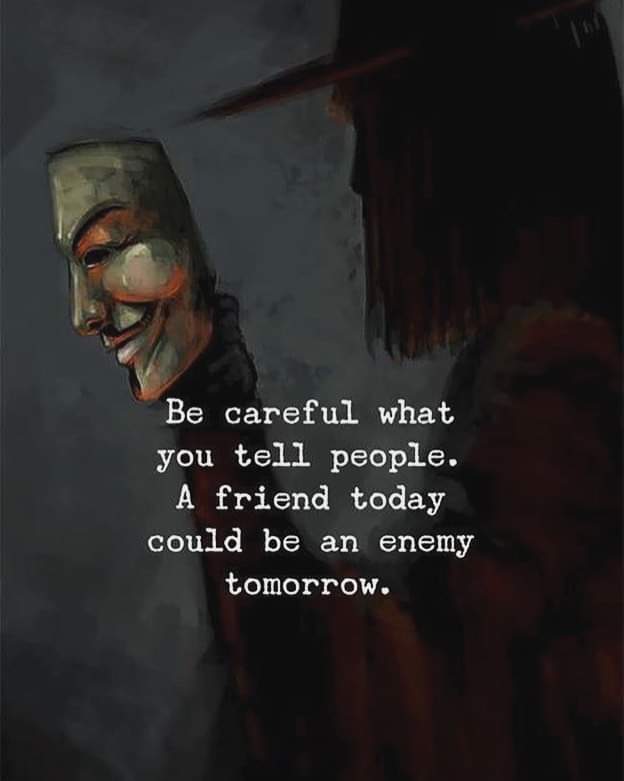 Be careful what
you tell people.
A friend today
could be an enemy
tomorrow.